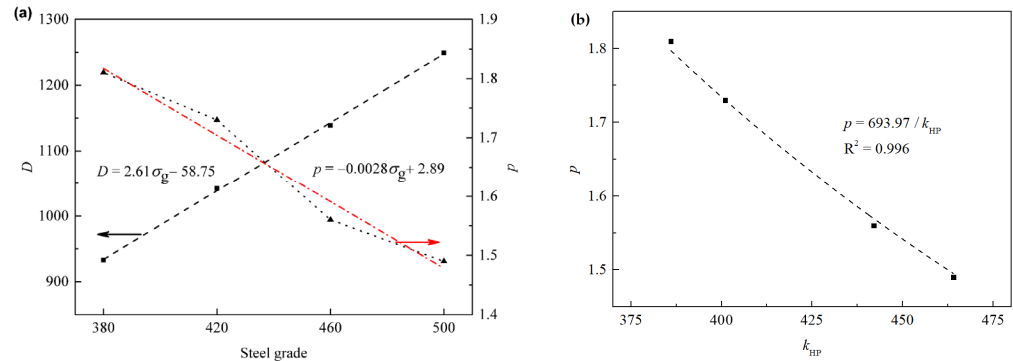 (a)
1300
1200
1100
1000
900
D
1.9
1.8
1.7
1.6
1.5
1.4
p
D = 2.61σg − 58.75
p = −0.0028σg + 2.89
380 420 460 500
Steel grade
(b)
1.8
1.7
1.6
1.5
p
p = 693.97 / kHP
R² = 0.996
375 400 425 450 475
kHP